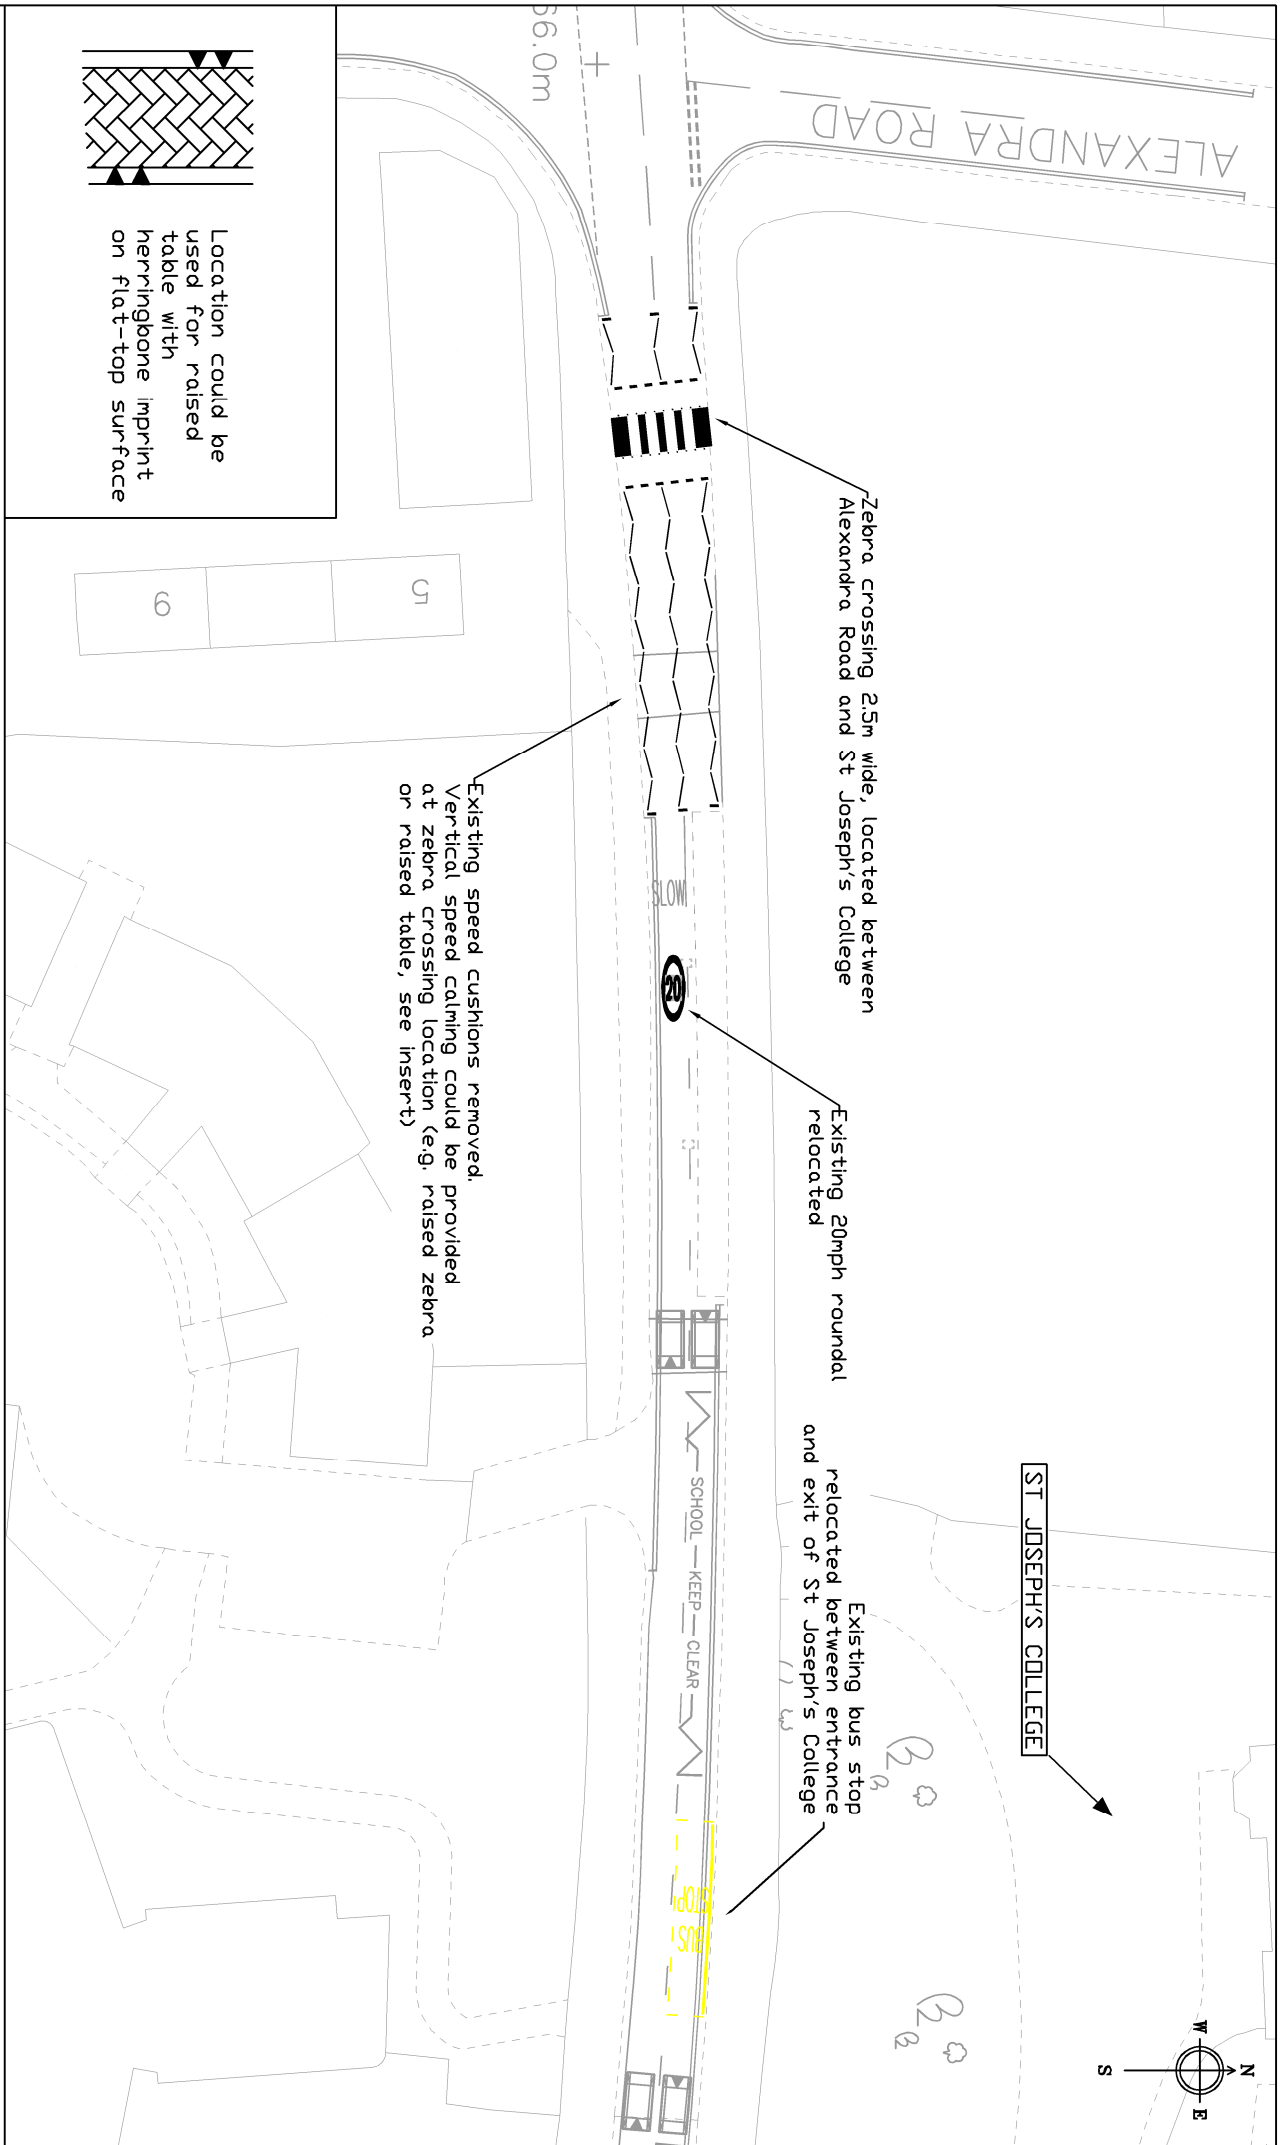 ALEXANDRA ROAD
66.0m
Zebra crossing 2.5m wide, located between
Alexandra Road and St Joseph's College
Existing 20mph roundal
relocated
Existing bus stop
relocated between entrance
and exit of St Joseph's College
ST JOSEPH'S COLLEGE
N
W
E
S
SLOW
20
SCHOOL KEEP CLEAR
BUS
STOP
Existing speed cushions removed.
Vertical speed calming could be provided
at zebra crossing location (e.g. raised zebra
or raised table, see insert)
5
9
Location could be
used for raised
table with
herringbone imprint
on flat-top surface